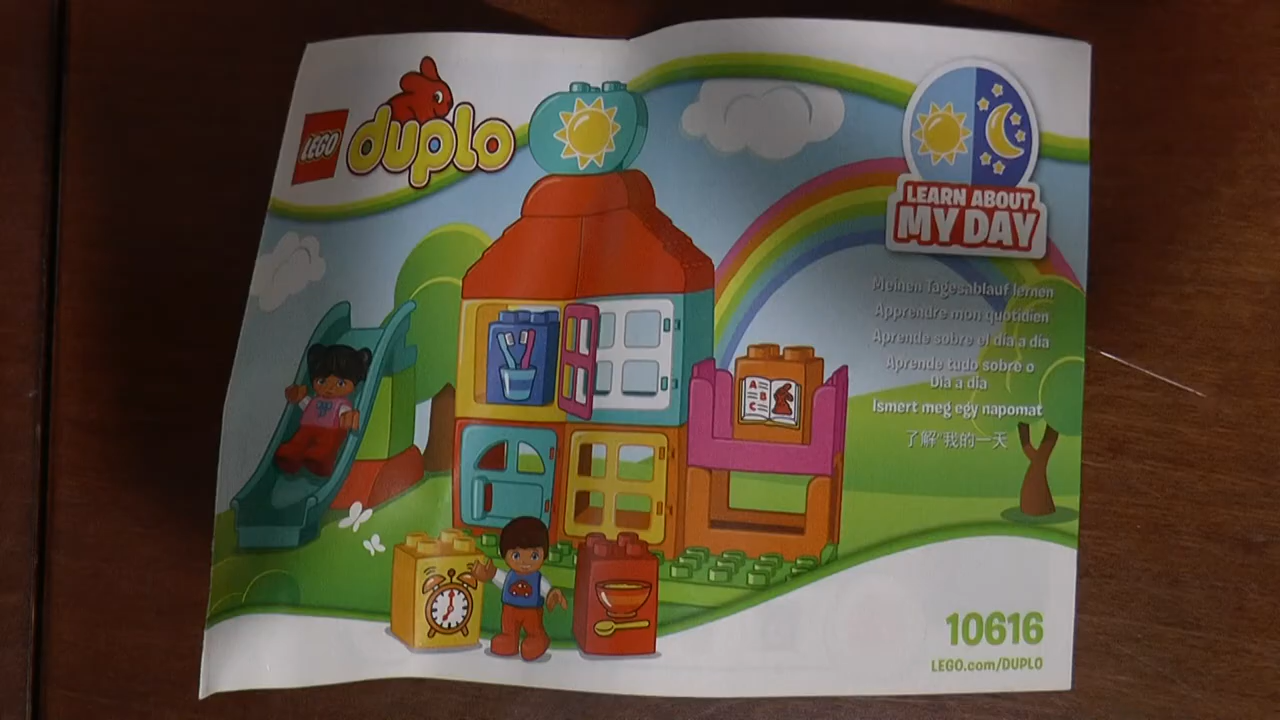 LEGO
duplo
LEARN ABOUT
MY DAY
Meinen Tagesablauf lernen
Apprendre mon quotidien
Aprende sobre el día a día
Aprende tudo sobre o
Dia a dia
Ismert meg egy napomat
了解“我的一天
A
B
C
10616
LEGO.com/DUPLO